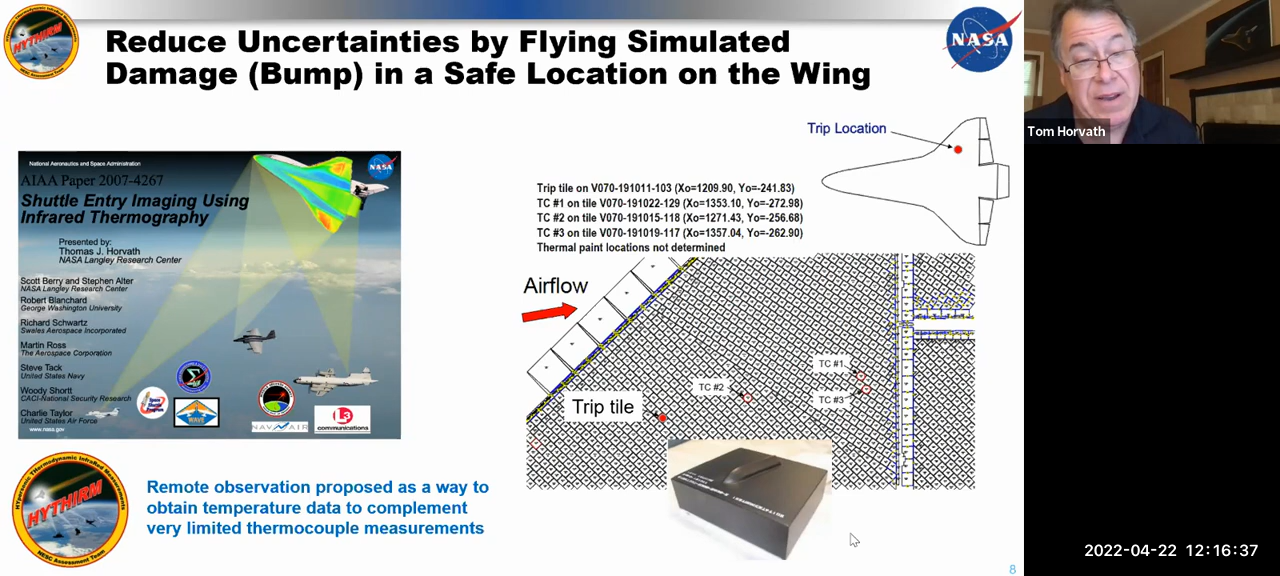 HYTHIRM
Reduce Uncertainties by Flying Simulated
Damage (Bump) in a Safe Location on the Wing
NASA
Tom Horvath
Trip Location
National Aeronautics and Space Administration
AIAA Paper 2007-4267
Shuttle Entry Imaging Using
Infrared Thermography
Presented by:
Thomas J. Horvath
NASA Langley Research Center
Scott Berry and Stephen Alter
NASA Langley Research Center
Robert Blanchard
George Washington University
Richard Schwartz
Swales Aerospace Incorporated
Martin Ross
The Aerospace Corporation
Steve Tack
United States Navy
Woody Shortt
CACI-National Security Research
Charlie Taylor
United States Air Force
www.nasa.gov
NASA
WAVE
NAVAIR
L3
communications
Trip tile on V070-191011-103 (Xo=1209.90, Yo=-241.83)
TC #1 on tile V070-191022-129 (Xo=1353.10, Yo=-272.98)
TC #2 on tile V070-191015-118 (Xo=1271.43, Yo=-256.68)
TC #3 on tile V070-191019-117 (Xo=1357.04, Yo=-262.90)
Thermal paint locations not determined
Airflow
TC #1
TC #2
TC #3
Trip tile
HYTHIRM
NESC Assessment Team
Remote observation proposed as a way to
obtain temperature data to complement
very limited thermocouple measurements
8
2022-04-22 12:16:37